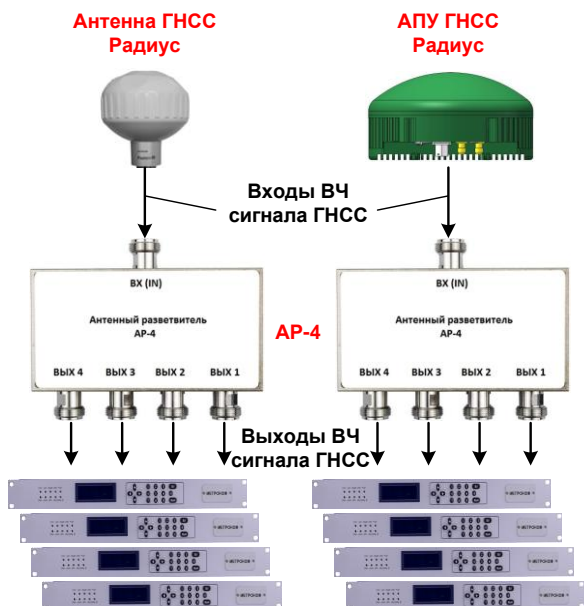 Антенна ГНСС
Радиус
АПУ ГНСС
Радиус
Входы ВЧ
сигнала ГНСС
ВХ (IN)
Антенный разветвитель
АР-4
ВЫХ 4 ВЫХ 3 ВЫХ 2 ВЫХ 1
АР-4
ВХ (IN)
Антенный разветвитель
АР-4
ВЫХ 4 ВЫХ 3 ВЫХ 2 ВЫХ 1
Выходы ВЧ
сигнала ГНСС